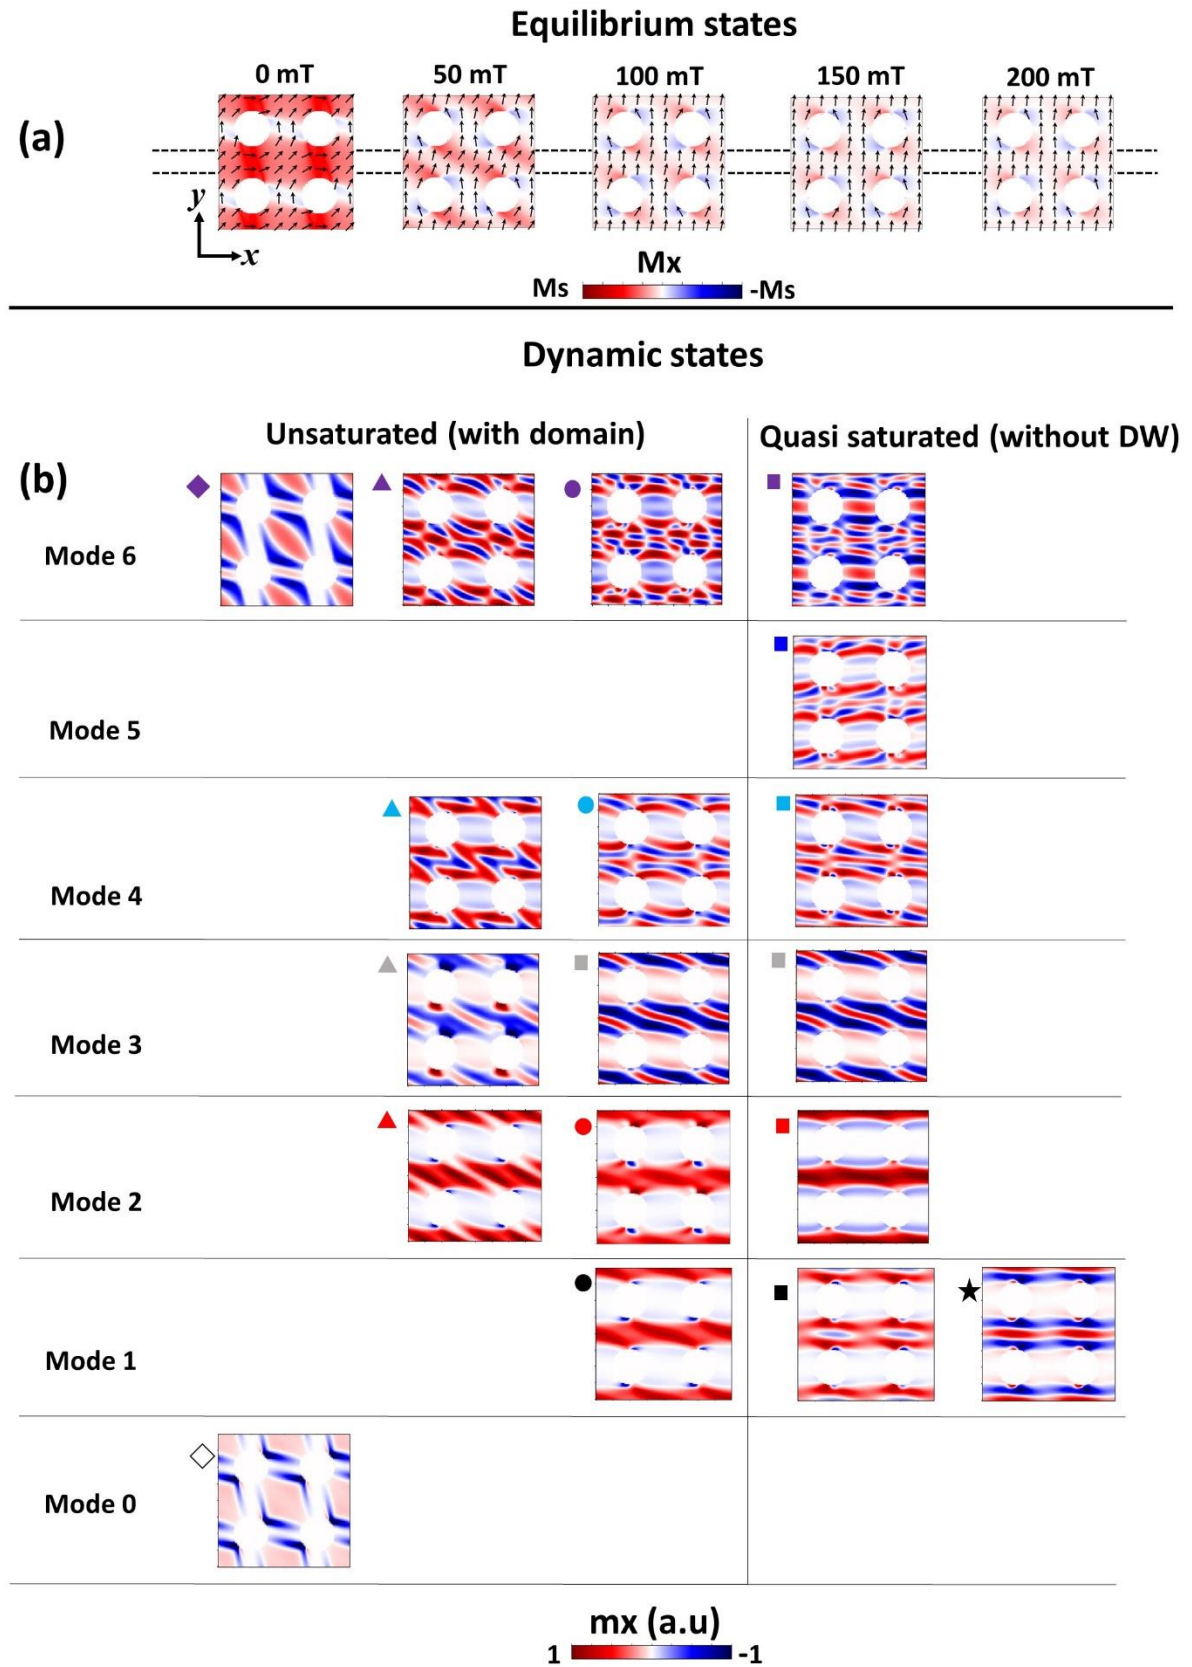 Equilibrium states
0 mT 50 mT 100 mT 150 mT 200 mT
(a)
y
x
Mx
Ms -Ms
Dynamic states
Unsaturated (with domain) Quasi saturated (without DW)
(b)
Mode 6
Mode 5
Mode 4
Mode 3
Mode 2
Mode 1
Mode 0
mx (a.u)
1 -1